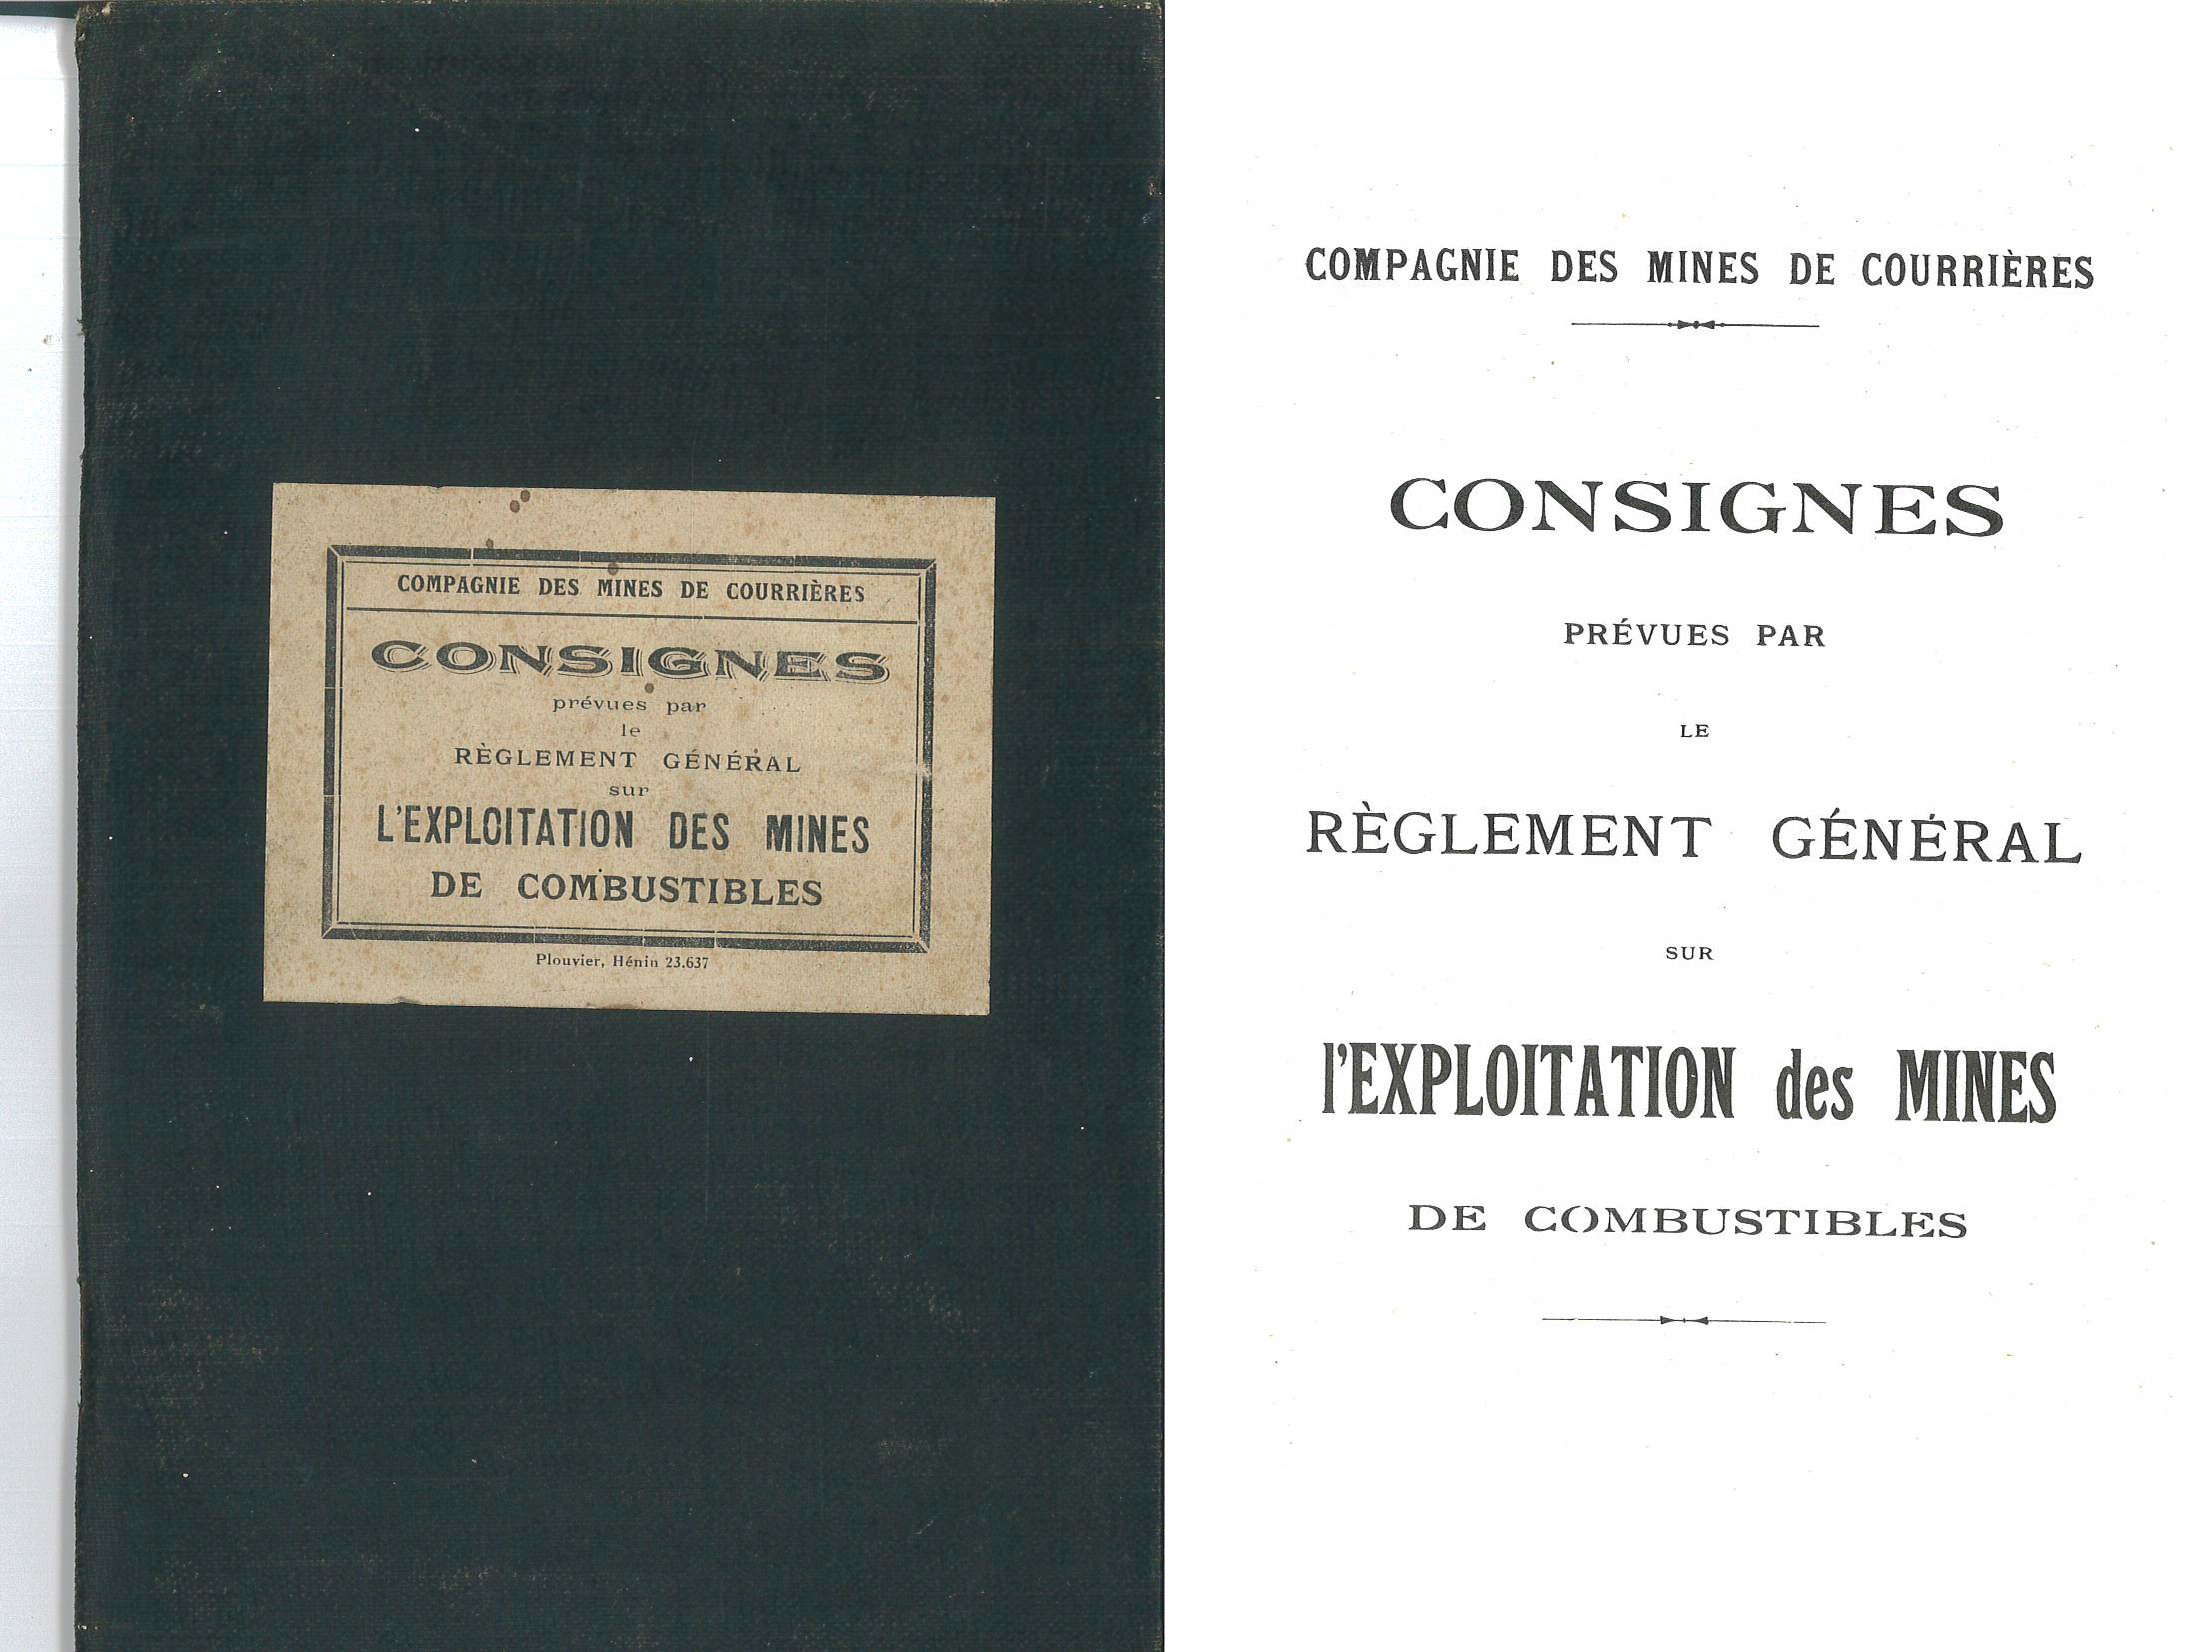 COMPAGNIE DES MINES DE COURRIÈRES
CONSIGNES
prévues par
le
RÈGLEMENT GÉNÉRAL
sur
L'EXPLOITATION DES MINES
DE COMBUSTIBLES
Plouvier, Hénin 23.637
COMPAGNIE DES MINES DE COURRIÈRES
CONSIGNES
PRÉVUES PAR
LE
RÈGLEMENT GÉNÉRAL
SUR
l'EXPLOITATION des MINES
DE COMBUSTIBLES